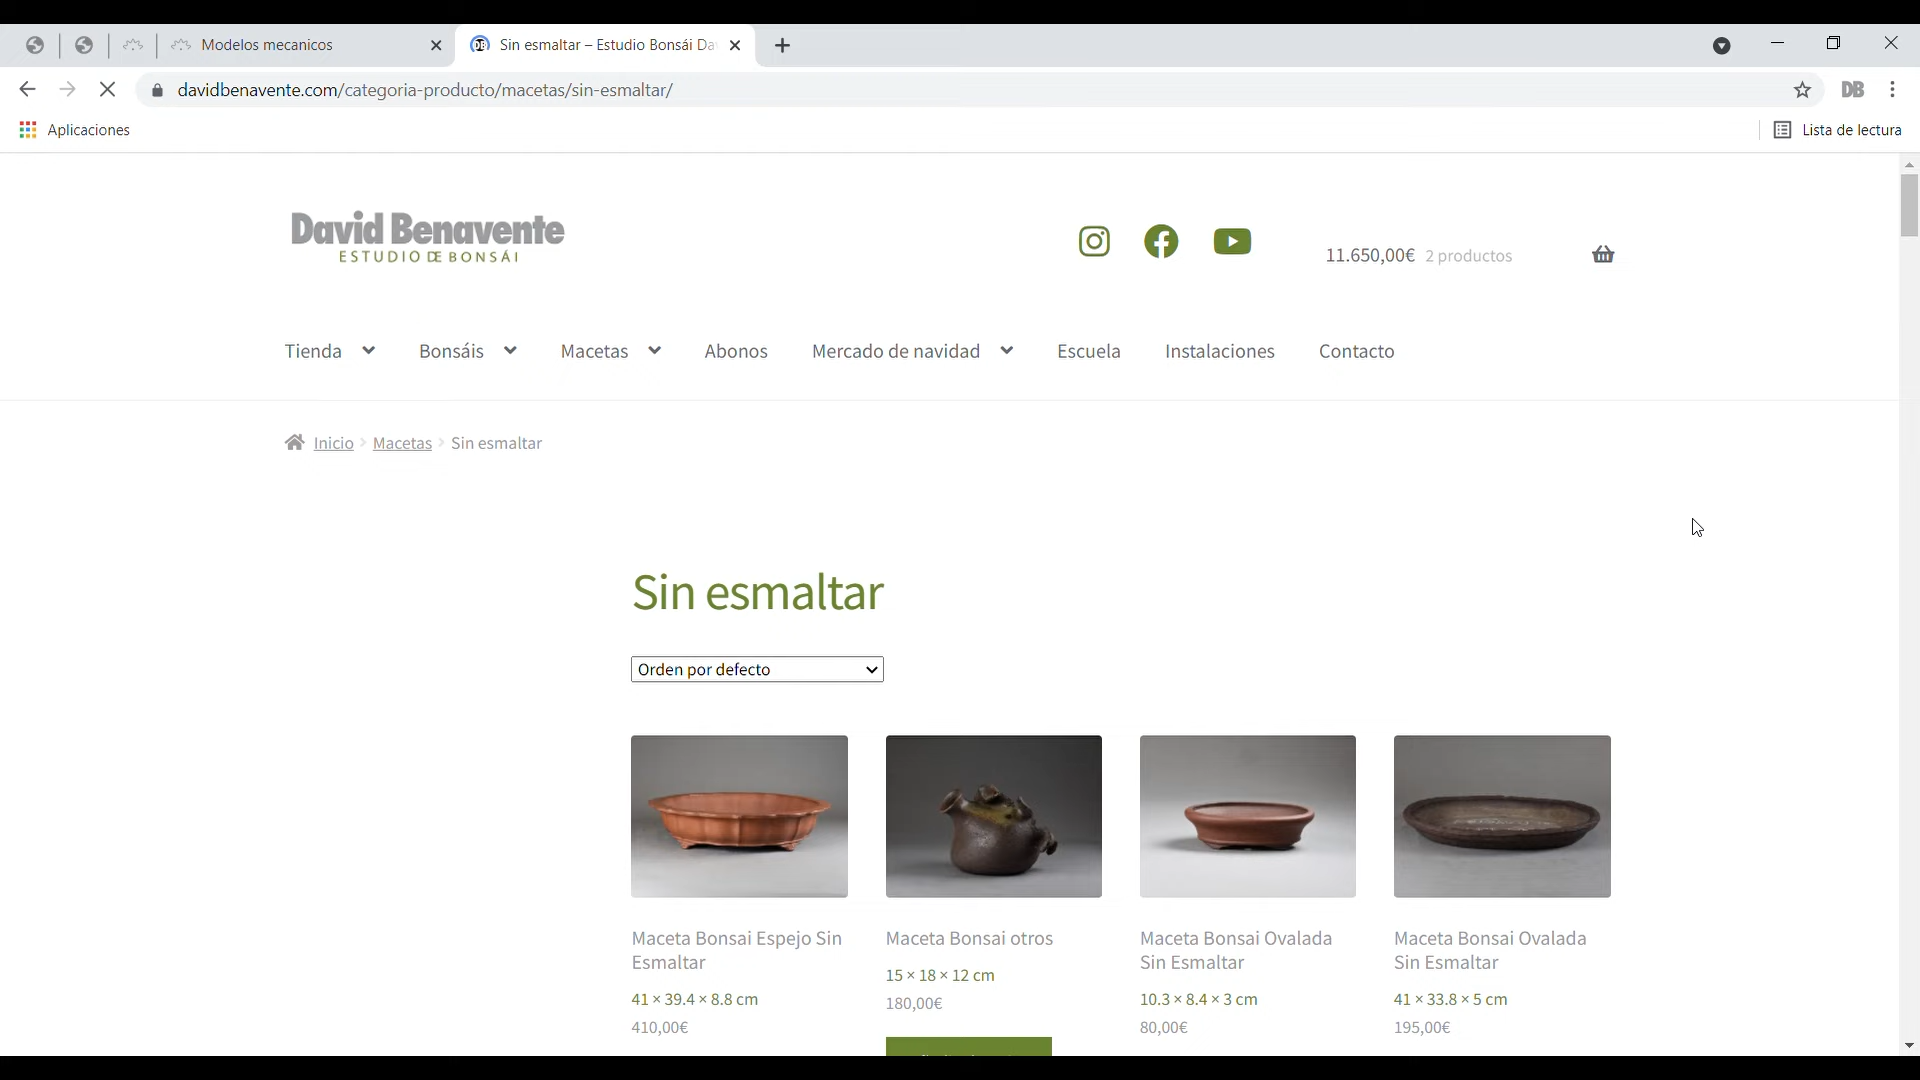 Modelos mecanicos
Sin esmaltar – Estudio Bonsái Da
davidbenavente.com/categoria-producto/macetas/sin-esmaltar/
DB
Aplicaciones
Lista de lectura
David Benavente
ESTUDIO DE BONSÁI
11.650,00€ 2 productos
Tienda Bonsáis Macetas Abonos Mercado de navidad Escuela Instalaciones Contacto
Inicio Macetas Sin esmaltar
Sin esmaltar
Orden por defecto
Maceta Bonsai Espejo Sin
Esmaltar
41 × 39.4 × 8.8 cm
410,00€
Maceta Bonsai otros
15 × 18 × 12 cm
180,00€
Maceta Bonsai Ovalada
Sin Esmaltar
10.3 × 8.4 × 3 cm
80,00€
Maceta Bonsai Ovalada
Sin Esmaltar
41 × 33.8 × 5 cm
195,00€